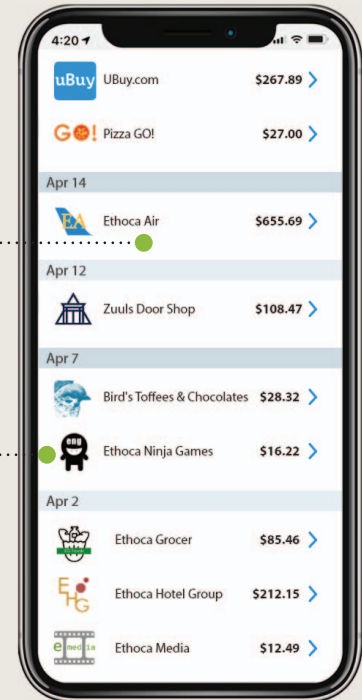 4:20
uBuy UBuy.com $267.89
GO! Pizza GO! $27.00
Apr 14
EA Ethoca Air $655.69
Apr 12
Zuuls Door Shop $108.47
Apr 7
Bird's Toffees & Chocolates $28.32
Ethoca Ninja Games $16.22
Apr 2
Ethoca Grocer $85.46
EHG Ethoca Hotel Group $212.15
e media Ethoca Media $12.49